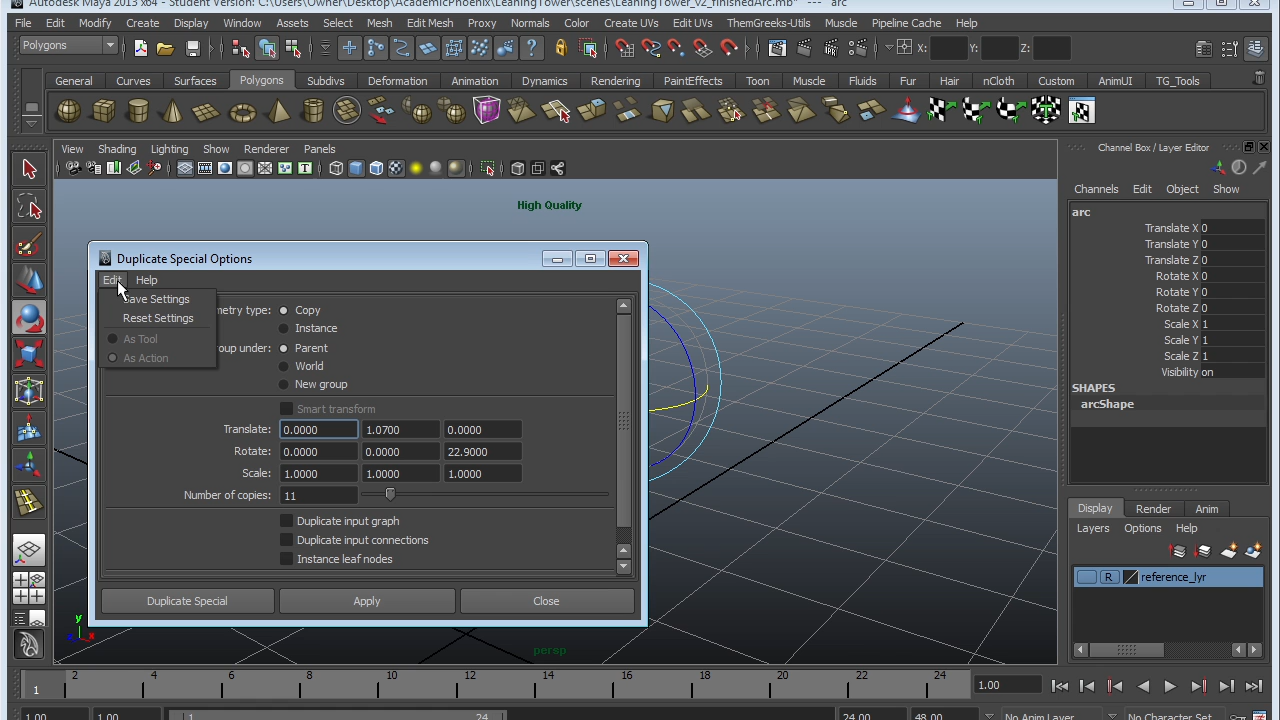 Autodesk Maya 2013 x64 - Student Version: C:\Users\Owner\Desktop\AcademicPhoenix\LeaningTower\scenes\LeaningTower_v2_finishedArc.mb* --- arc
File Edit Modify Create Display Window Assets Select Mesh Edit Mesh Proxy Normals Color Create UVs Edit UVs ThemGreeks-Utils Muscle Pipeline Cache Help
Polygons X: Y: Z:
General Curves Surfaces Polygons Subdivs Deformation Animation Dynamics Rendering PaintEffects Toon Muscle Fluids Fur Hair nCloth Custom AnimUI TG_Tools
View Shading Lighting Show Renderer Panels
Channel Box / Layer Editor
Channels Edit Object Show
High Quality
arc
Translate X 0
Translate Y 0
Translate Z 0
Rotate X 0
Rotate Y 0
Rotate Z 0
Scale X 1
Scale Y 1
Scale Z 1
Visibility on
SHAPES
arcShape
Duplicate Special Options
Edit Help
Save Settings
Reset Settings
As Tool
As Action
metry type: Copy
Instance
oup under: Parent
World
New group
Smart transform
Translate: 0.0000 1.0700 0.0000
Rotate: 0.0000 0.0000 22.9000
Scale: 1.0000 1.0000 1.0000
Number of copies: 11
Duplicate input graph
Duplicate input connections
Instance leaf nodes
Duplicate Special Apply Close
Display Render Anim
Layers Options Help
R reference_lyr
y
x
persp
2 4 6 8 10 12 14 16 18 20 22 24
1 1.00
1.00 1.00 1 24 24.00 48.00 No Anim Layer No Character Set